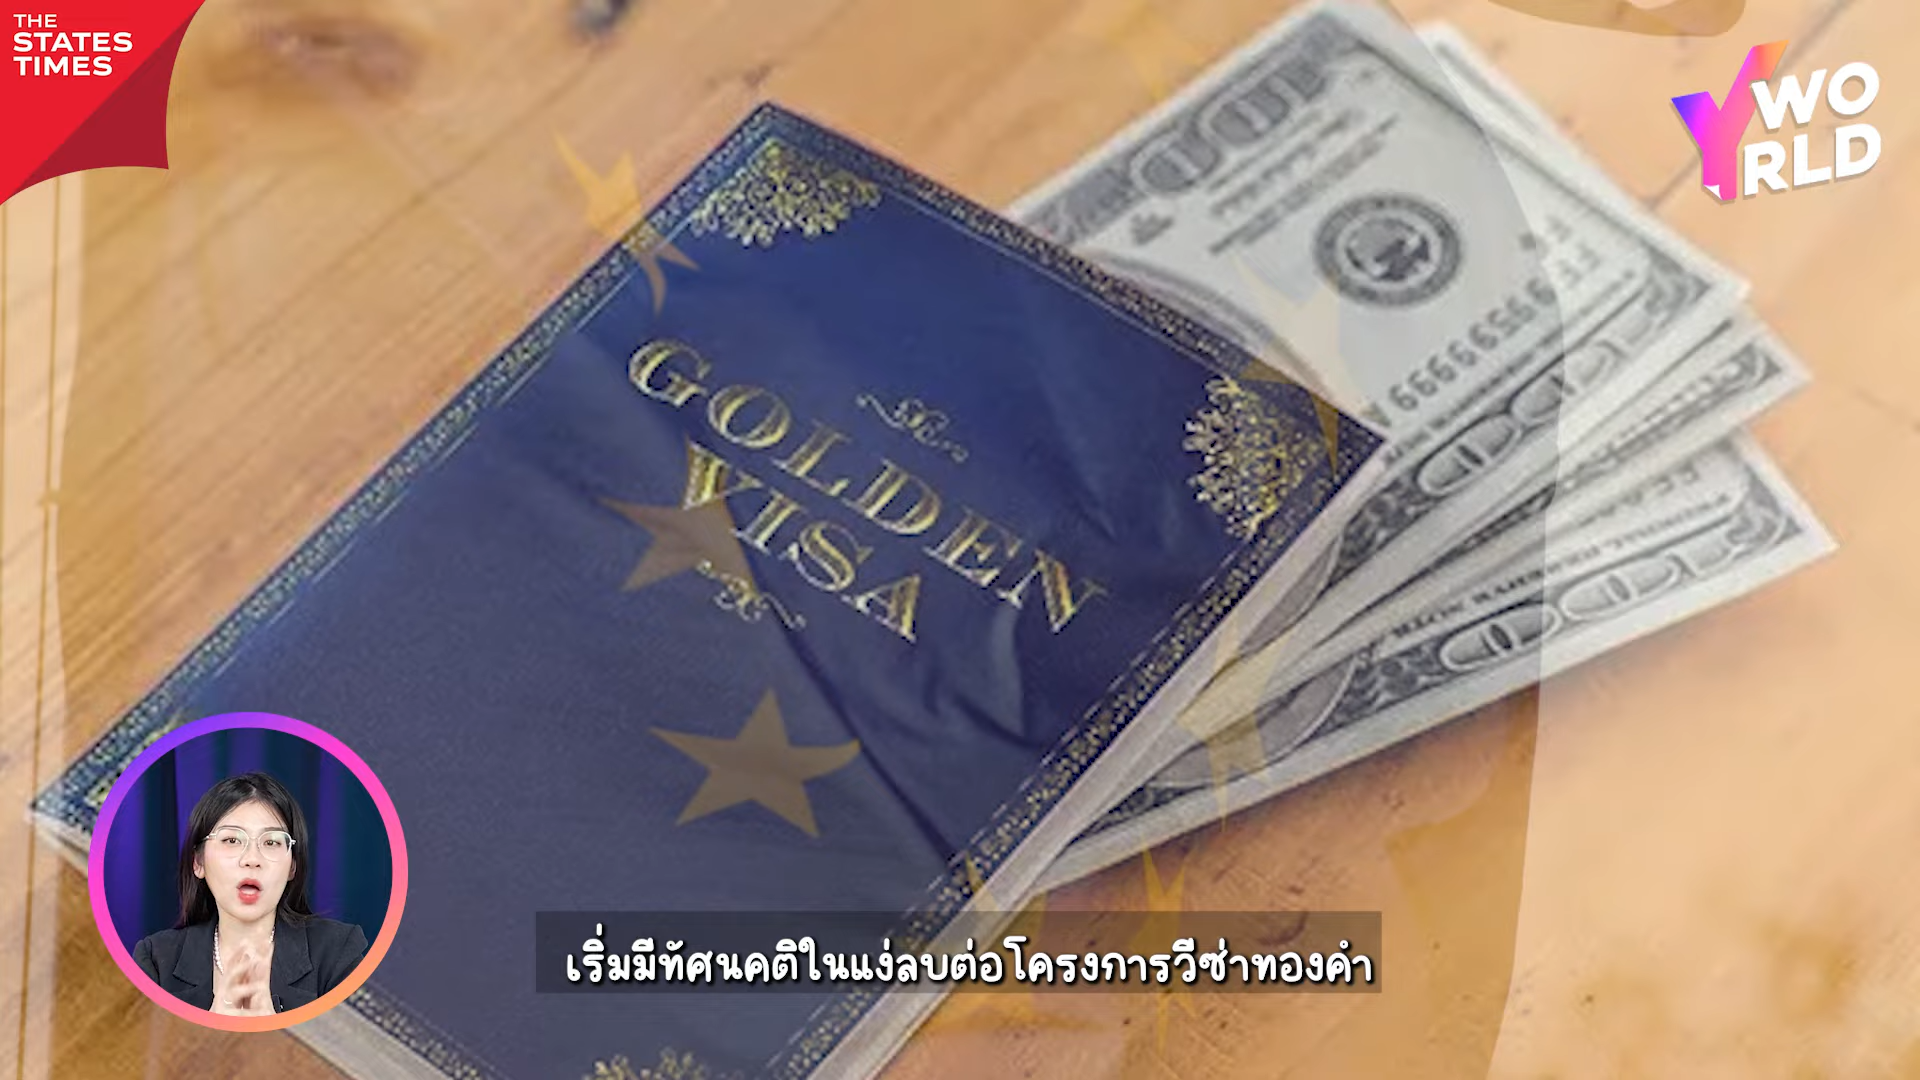 THE
STATES
TIMES
YWO
RLD
GOLDEN
VISA
เริ่มมีทัศนคติในแง่ลบต่อโครงการวีซ่าทองคำ